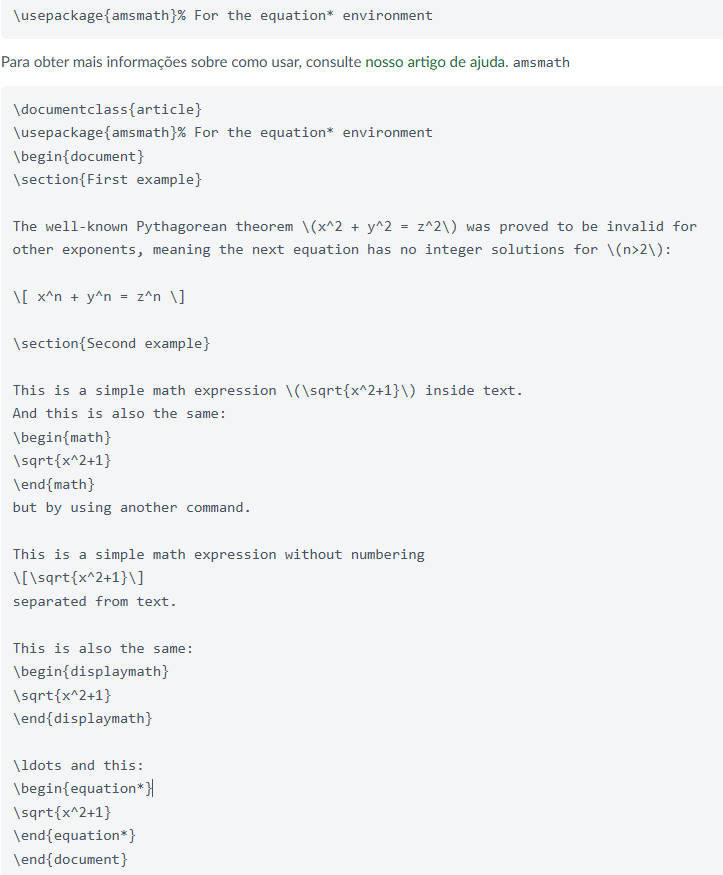 \usepackage{amsmath}% For the equation* environment
Para obter mais informações sobre como usar, consulte nosso artigo de ajuda. amsmath
\documentclass{article}
\usepackage{amsmath}% For the equation* environment
\begin{document}
\section{First example}
The well-known Pythagorean theorem \(x^2 + y^2 = z^2\) was proved to be invalid for
other exponents, meaning the next equation has no integer solutions for \(n>2\):
\[ x^n + y^n = z^n \]
\section{Second example}
This is a simple math expression \(\sqrt{x^2+1}\) inside text.
And this is also the same:
\begin{math}
\sqrt{x^2+1}
\end{math}
but by using another command.
This is a simple math expression without numbering
\[\sqrt{x^2+1}\]
separated from text.
This is also the same:
\begin{displaymath}
\sqrt{x^2+1}
\end{displaymath}
\ldots and this:
\begin{equation*}
\sqrt{x^2+1}
\end{equation*}
\end{document}